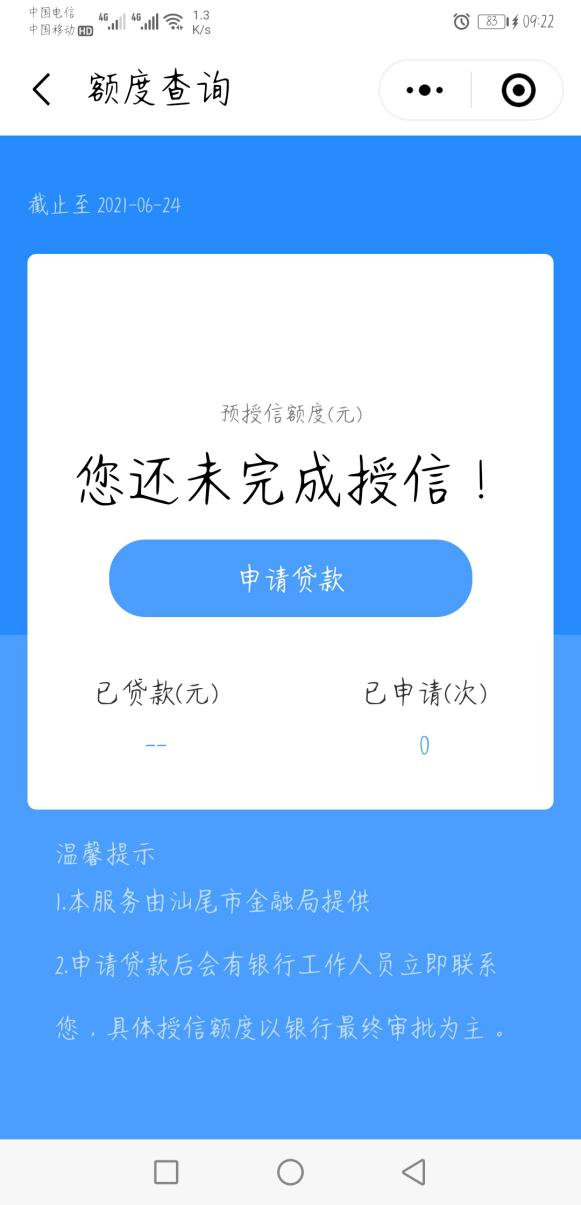 中国电信
中国移动HD
4G 4G 1.3 K/s 83 09:22
额度查询
截止至 2021-06-24
预授信额度(元)
您还未完成授信！
申请贷款
已贷款(元) 已申请(次)
-- 0
温馨提示
1.本服务由汕尾市金融局提供
2.申请贷款后会有银行工作人员立即联系
您，具体授信额度以银行最终审批为主。